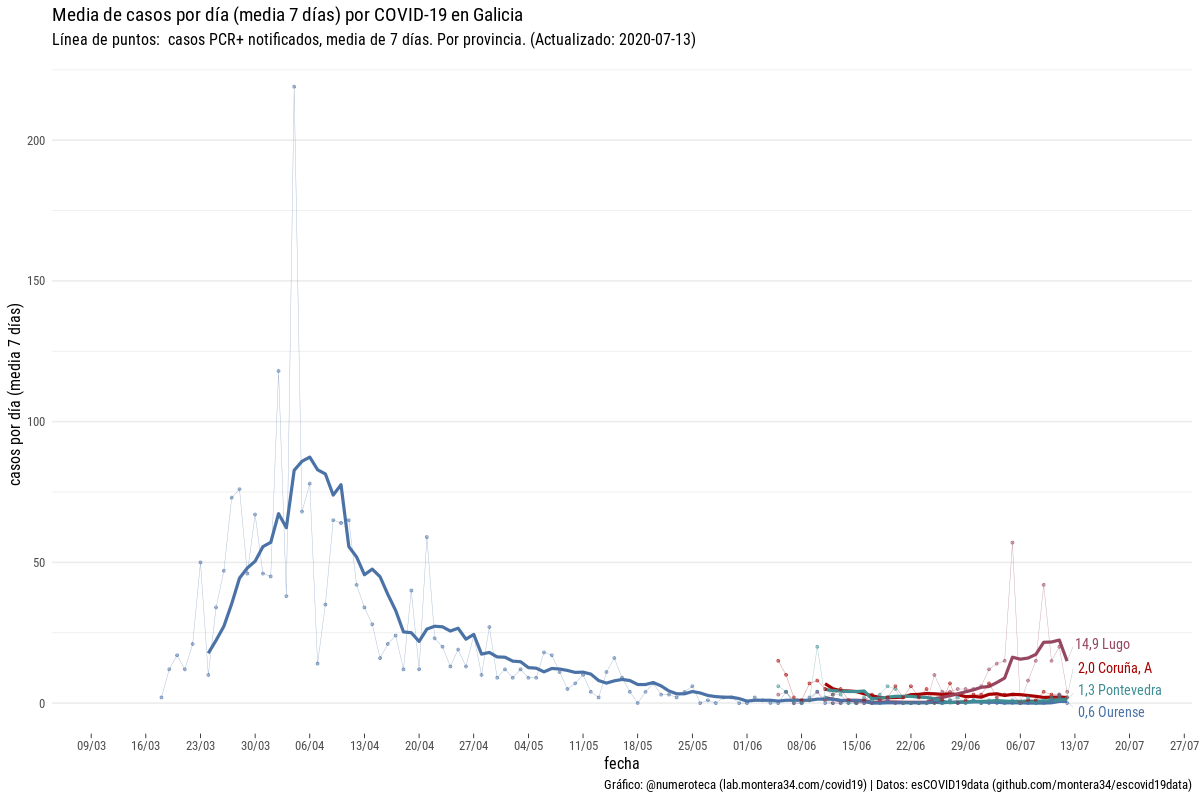 Media de casos por día (media 7 días) por COVID-19 en Galicia
Línea de puntos:  casos PCR+ notificados, media de 7 días. Por provincia. (Actualizado: 2020-07-13)
casos por día (media 7 días)
200
150
100
50
0
14,9 Lugo
2,0 Coruña, A
1,3 Pontevedra
0,6 Ourense
09/03 16/03 23/03 30/03 06/04 13/04 20/04 27/04 04/05 11/05 18/05 25/05 01/06 08/06 15/06 22/06 29/06 06/07 13/07 20/07 27/07
fecha
Gráfico: @numeroteca (lab.montera34.com/covid19) | Datos: esCOVID19data (github.com/montera34/escovid19data)